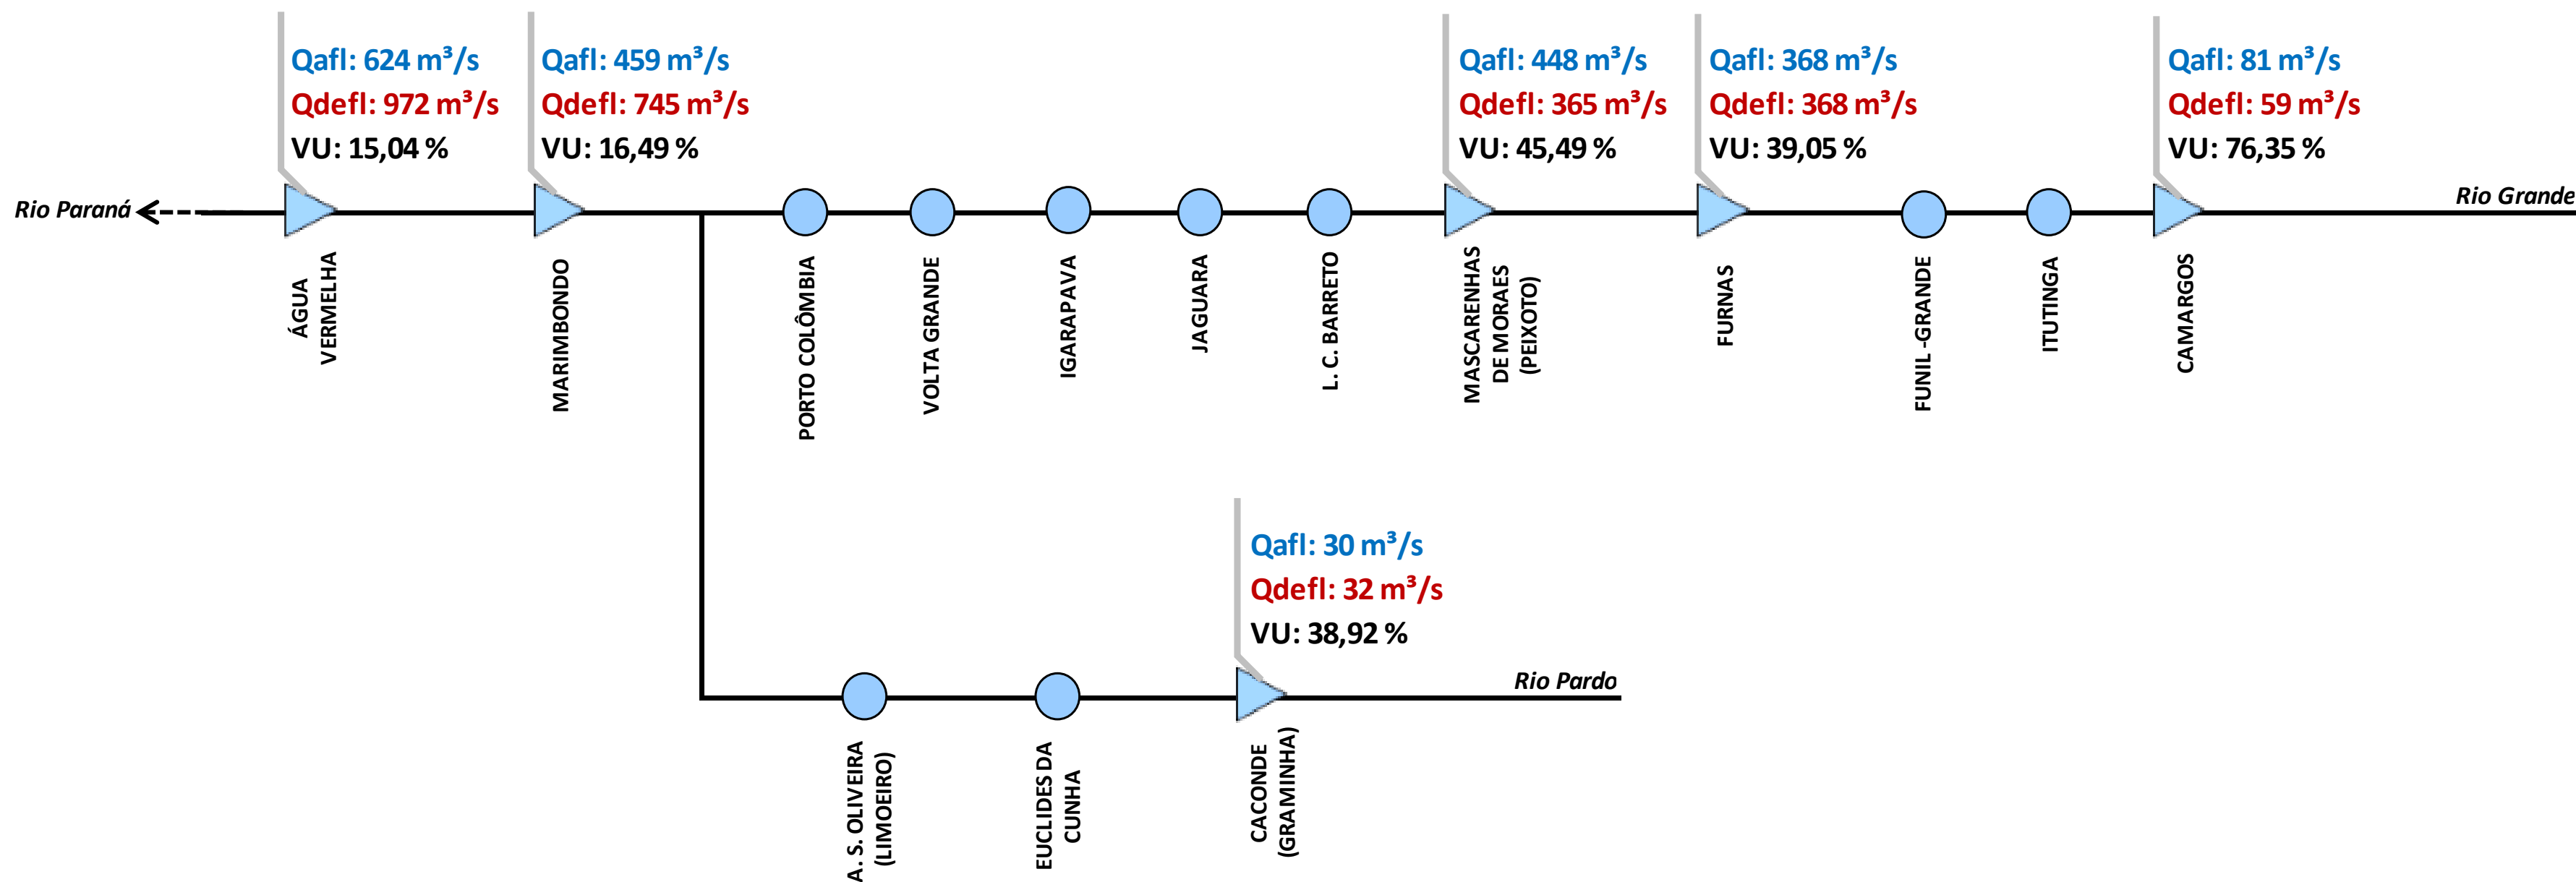 Qafl: 624 m³/s
Qdefl: 972 m³/s
VU: 15,04 %
Qafl: 459 m³/s
Qdefl: 745 m³/s
VU: 16,49 %
Qafl: 448 m³/s
Qdefl: 365 m³/s
VU: 45,49 %
Qafl: 368 m³/s
Qdefl: 368 m³/s
VU: 39,05 %
Qafl: 81 m³/s
Qdefl: 59 m³/s
VU: 76,35 %
Rio Paraná
Rio Grande
ÁGUA
VERMELHA
MARIMBONDO
PORTO COLÔMBIA
VOLTA GRANDE
IGARAPAVA
JAGUARA
L. C. BARRETO
MASCARENHAS
DE MORAES
(PEIXOTO)
FURNAS
FUNIL -GRANDE
ITUTINGA
CAMARGOS
Qafl: 30 m³/s
Qdefl: 32 m³/s
VU: 38,92 %
Rio Pardo
A. S. OLIVEIRA
(LIMOEIRO)
EUCLIDES DA
CUNHA
CACONDE
(GRAMINHA)